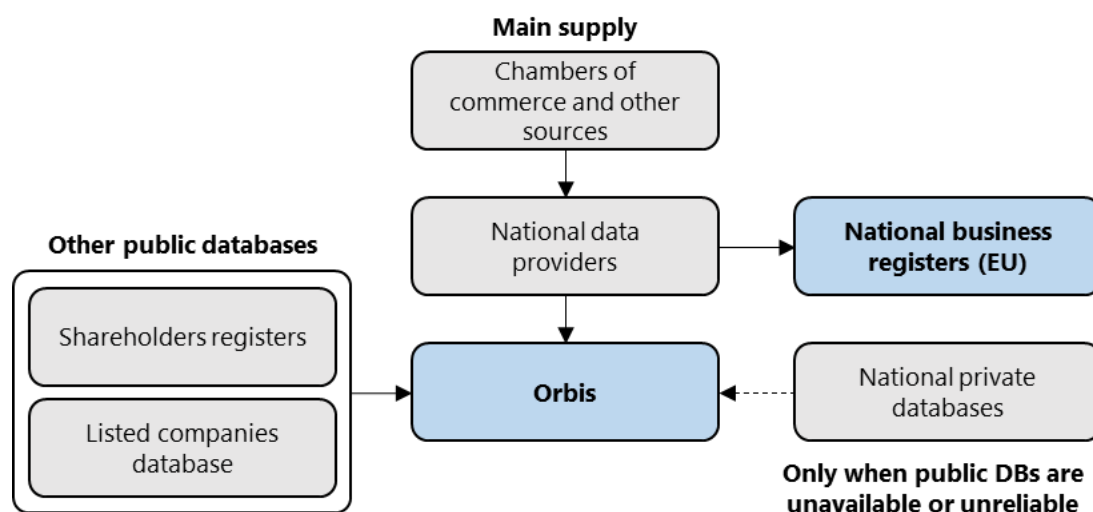 Main supply
Chambers of
commerce and other
sources
National data
providers
National business
registers (EU)
Other public databases
Shareholders registers
Listed companies
database
Orbis
National private
databases
Only when public DBs are
unavailable or unreliable